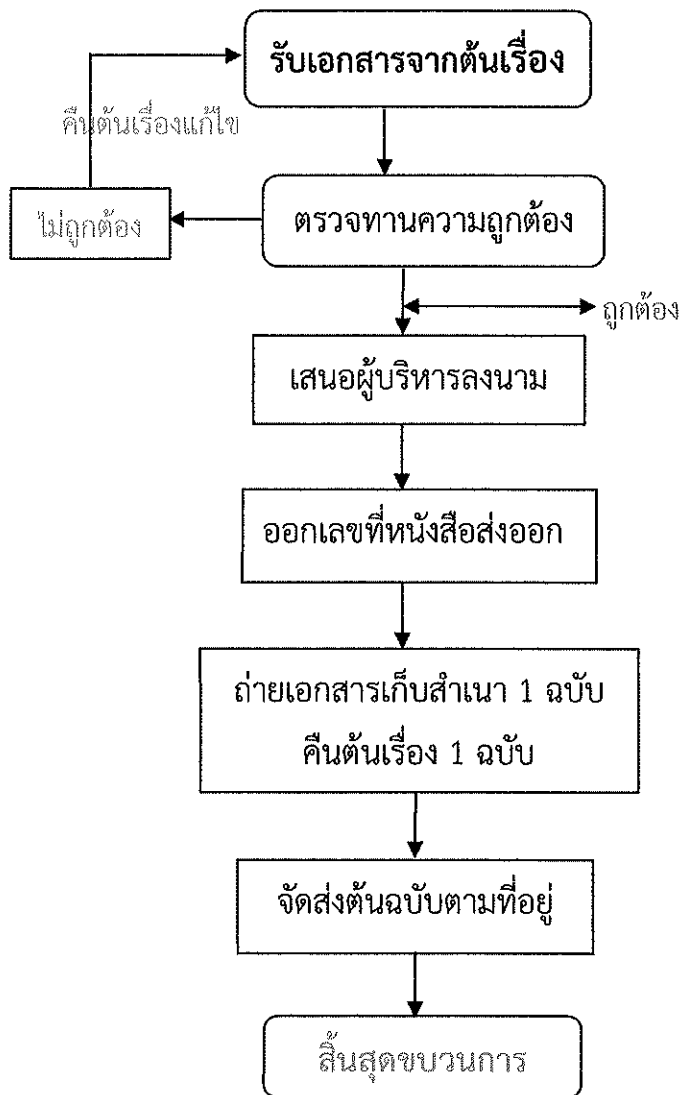 รับเอกสารจากต้นเรื่อง
คืนต้นเรื่องแก้ไข
ไม่ถูกต้อง
ตรวจทานความถูกต้อง
ถูกต้อง
เสนอผู้บริหารลงนาม
ออกเลขที่หนังสือส่งออก
ถ่ายเอกสารเก็บสำเนา 1 ฉบับ
คืนต้นเรื่อง 1 ฉบับ
จัดส่งต้นฉบับตามที่อยู่
สิ้นสุดขบวนการ